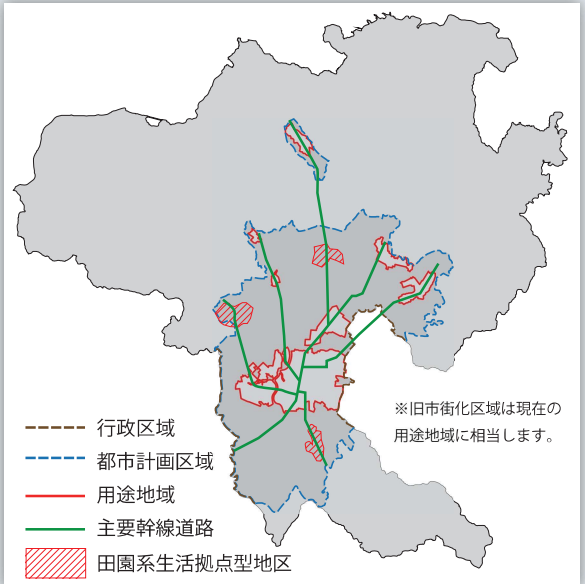 ※旧市街化区域は現在の
用途地域に相当します。
行政区域
都市計画区域
用途地域
主要幹線道路
田園系生活拠点型地区